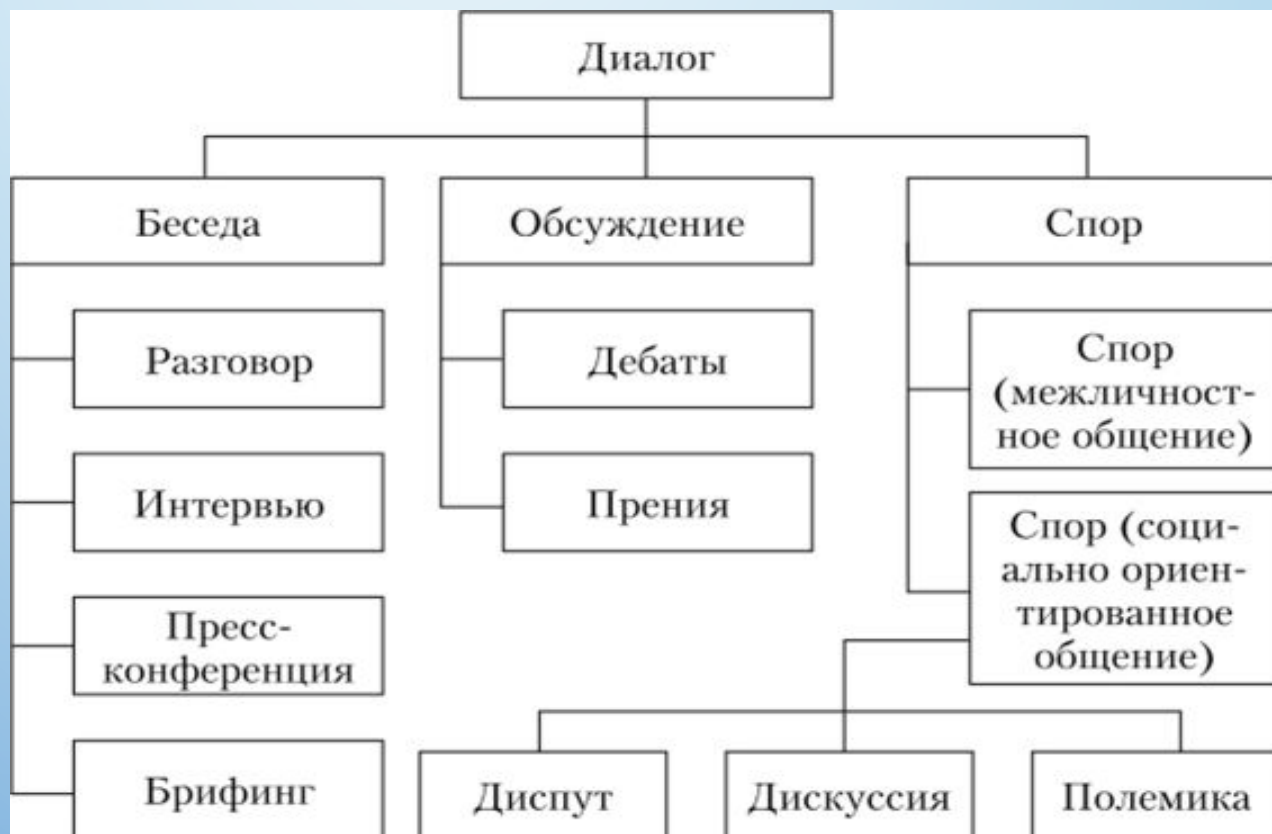 Диалог
Беседа
Обсуждение
Спор
Разговор
Интервью
Пресс-
конференция
Брифинг
Дебаты
Прения
Спор
(межличност-
ное общение)
Спор (соци-
ально ориен-
тированное
общение)
Диспут
Дискуссия
Полемика